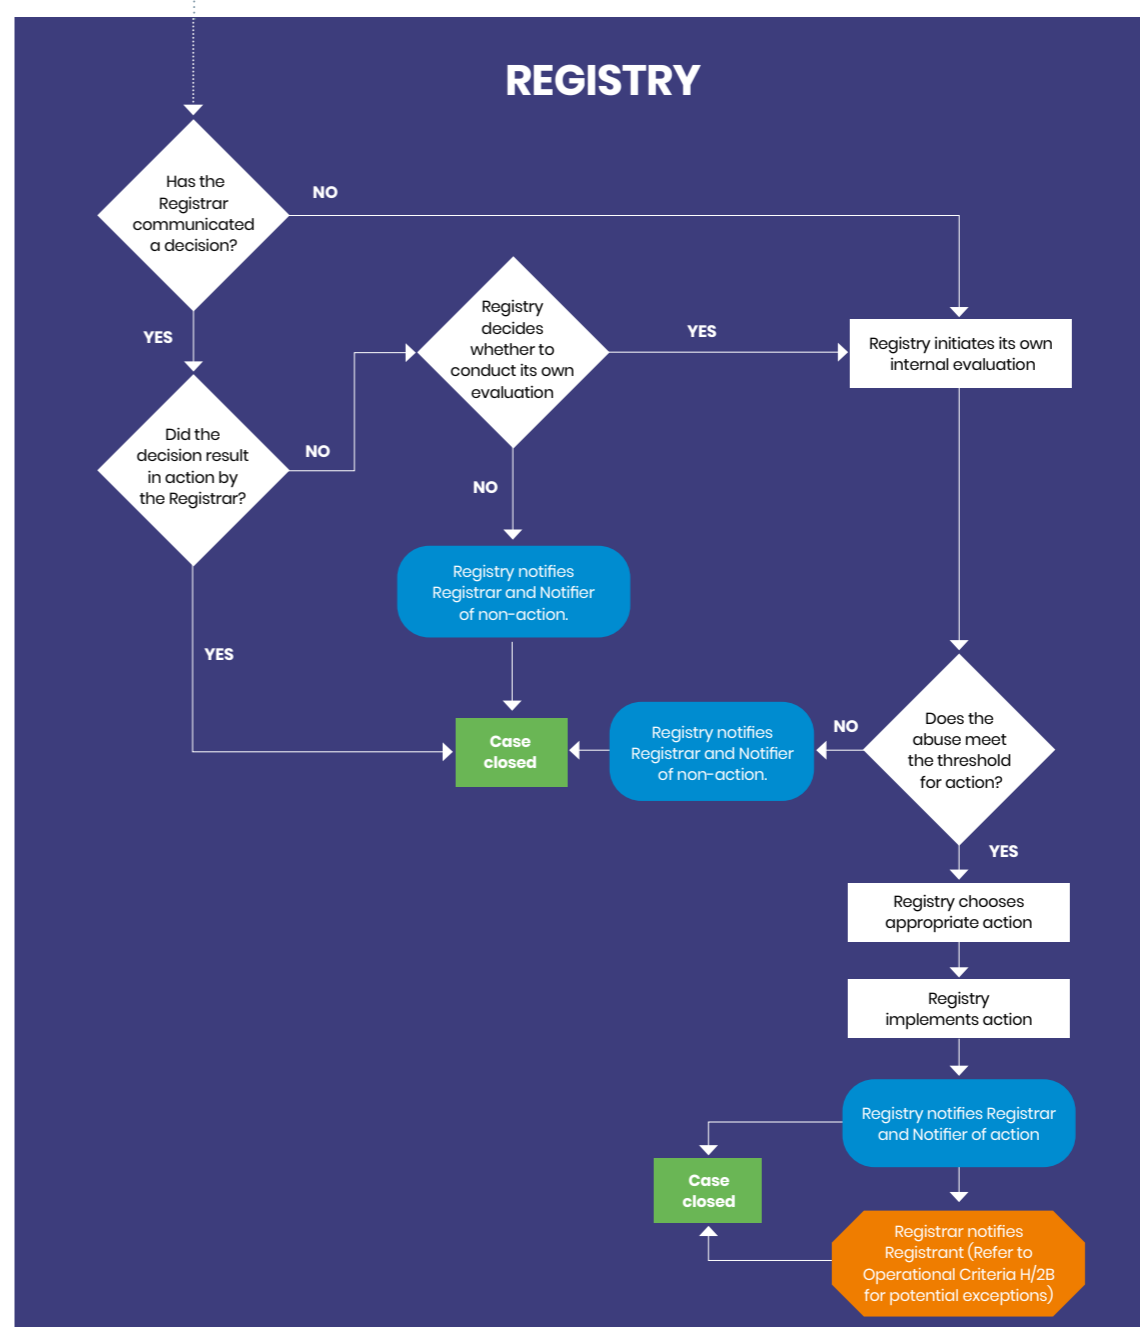 REGISTRY
Has the
Registrar
communicated
a decision?
NO
YES
Registry
decides
whether to
conduct its own
evaluation
YES
Registry initiates its own
internal evaluation
Did the
decision result
in action by
the Registrar?
NO
NO
Registry notifies
Registrar and Notifier
of non-action.
YES
Case
closed
Registry notifies
Registrar and Notifier
of non-action.
NO
Does the
abuse meet
the threshold
for action?
YES
Registry chooses
appropriate action
Registry
implements action
Registry notifies Registrar
and Notifier of action
Case
closed
Registrar notifies
Registrant (Refer to
Operational Criteria H/2B
for potential exceptions)